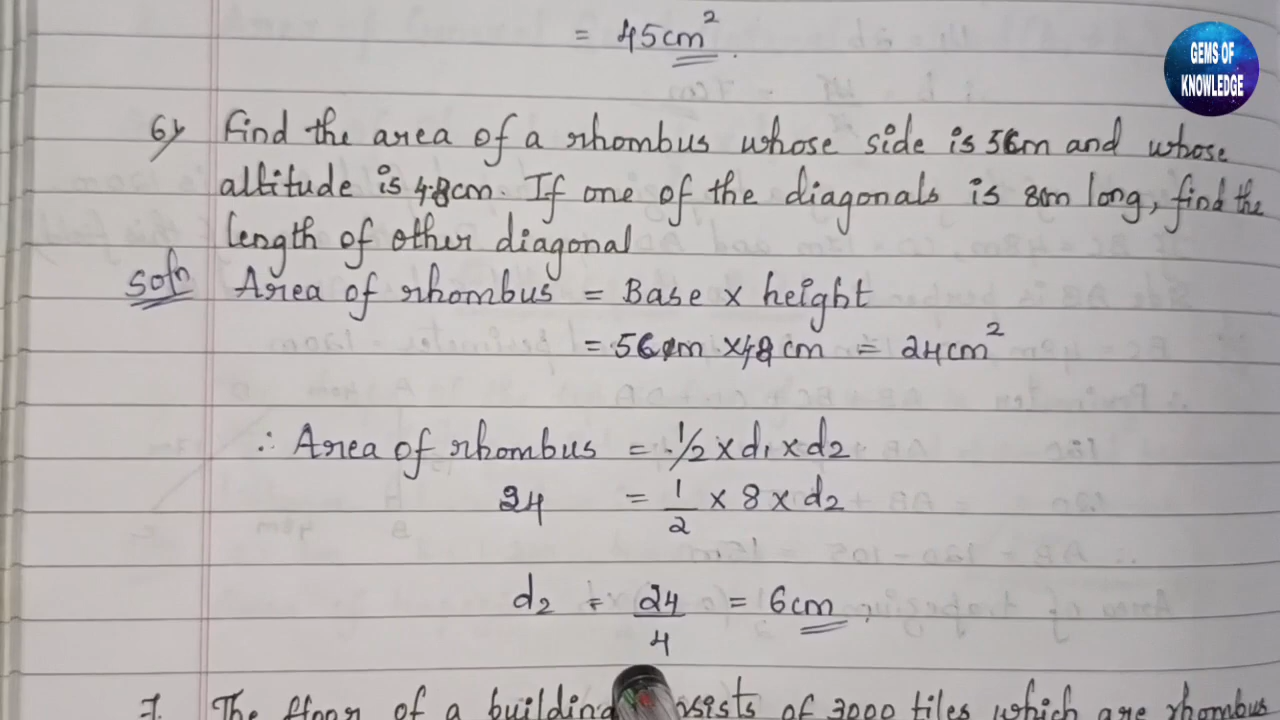 = 45cm².
GEMS OF
KNOWLEDGE
6) Find the area of a rhombus whose side is 5cm and whose
altitude is 4.8cm. If one of the diagonals is 8cm long, find the
length of other diagonal
Soln Area of rhombus = Base × height
= 5cm × 4.8 cm = 24cm²
∴ Area of rhombus = 1/2 × d1 × d2
24 = 1/2 × 8 × d2
d2 = 24/4 = 6cm.
7. The floor of a building consists of 3000 tiles which are rhombus